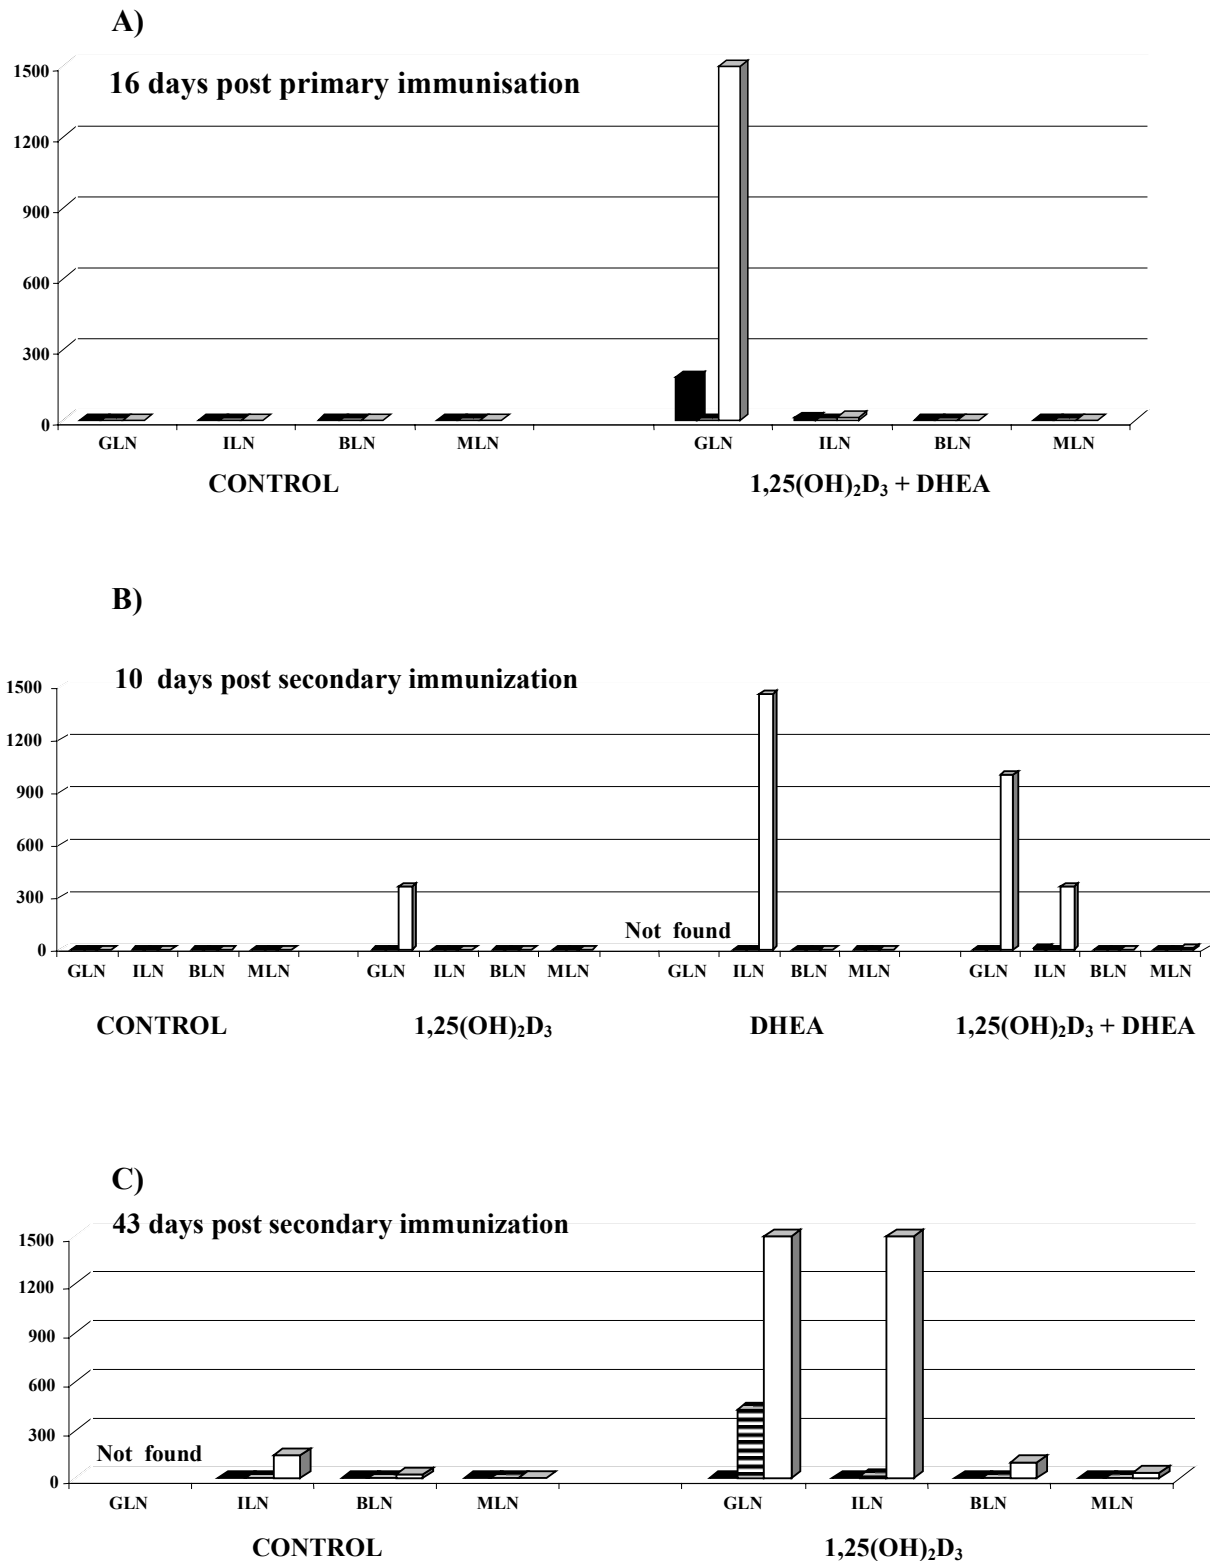 A)
16 days post primary immunisation
1500
1200
900
600
300
0
GLN ILN BLN MLN GLN ILN BLN MLN
CONTROL 1,25(OH)₂D₃ + DHEA
B)
10 days post secondary immunization
1500
1200
900
600
300
Not found
0
GLN ILN BLN MLN GLN ILN BLN MLN GLN ILN BLN MLN GLN ILN BLN MLN
CONTROL 1,25(OH)₂D₃ DHEA 1,25(OH)₂D₃ + DHEA
C)
43 days post secondary immunization
1500
1200
900
600
300
Not found
0
GLN ILN BLN MLN GLN ILN BLN MLN
CONTROL 1,25(OH)₂D₃